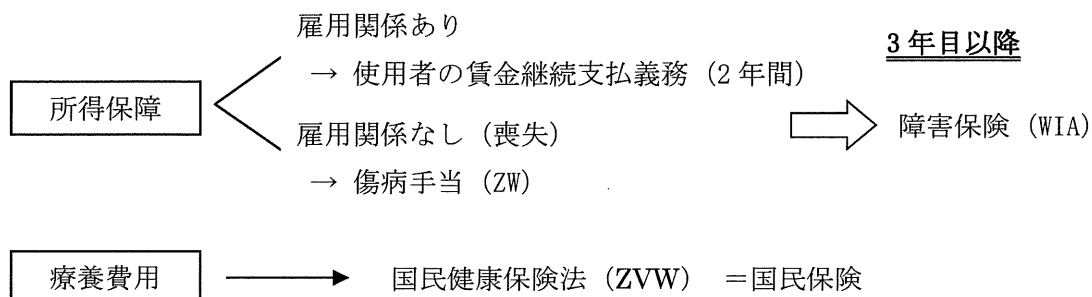 雇用関係あり
→ 使用者の賃金継続支払義務（2年間）
3年目以降
所得保障
障害保険（WIA）
雇用関係なし（喪失）
→ 傷病手当（ZW）
療養費用
国民健康保険法（ZVW） ＝国民保険